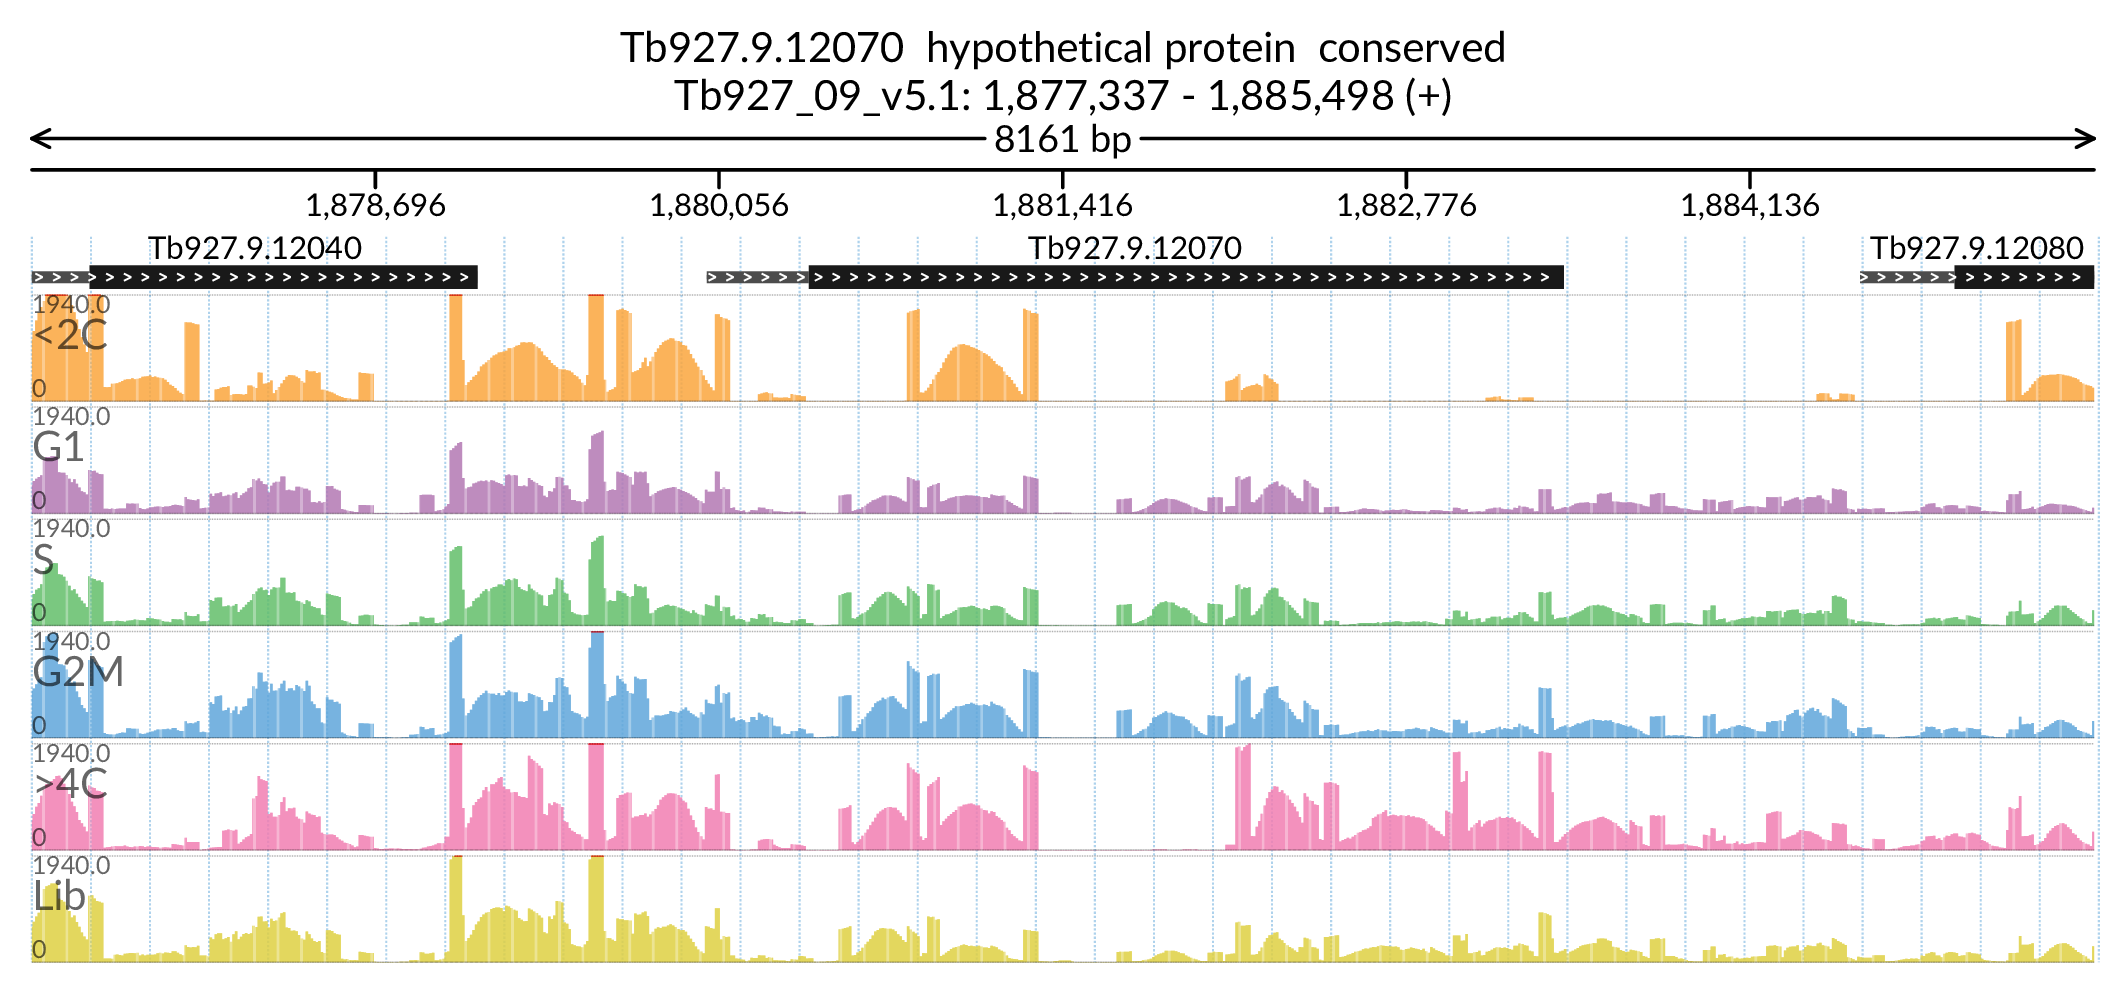 Tb927.9.12070  hypothetical protein  conserved
Tb927_09_v5.1: 1,877,337 - 1,885,498 (+)
8161 bp
1,878,696 1,880,056 1,881,416 1,882,776 1,884,136
Tb927.9.12040 Tb927.9.12070 Tb927.9.12080
1940.0
<2C
0
1940.0
G1
0
1940.0
S
0
1940.0
G2M
0
1940.0
>4C
0
1940.0
Lib
0